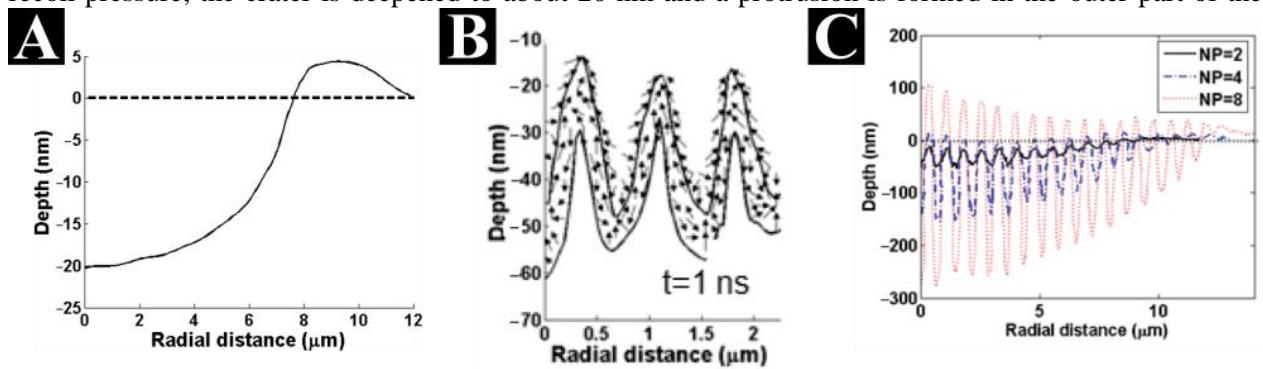 recoil pressure, the crater is deepened to about 20 nm and a protrusion is formed in the outer part of the
A
5
0
−5
−10
−15
−20
−25
Depth (nm)
0 2 4 6 8 10 12
Radial distance (μm)
B
−10
−20
−30
−40
−50
−60
−70
Depth (nm)
t=1 ns
0 0.5 1 1.5 2
Radial distance (μm)
C
200
100
0
−100
−200
−300
Depth (nm)
NP=2
NP=4
NP=8
0 5 10
Radial distance (μm)